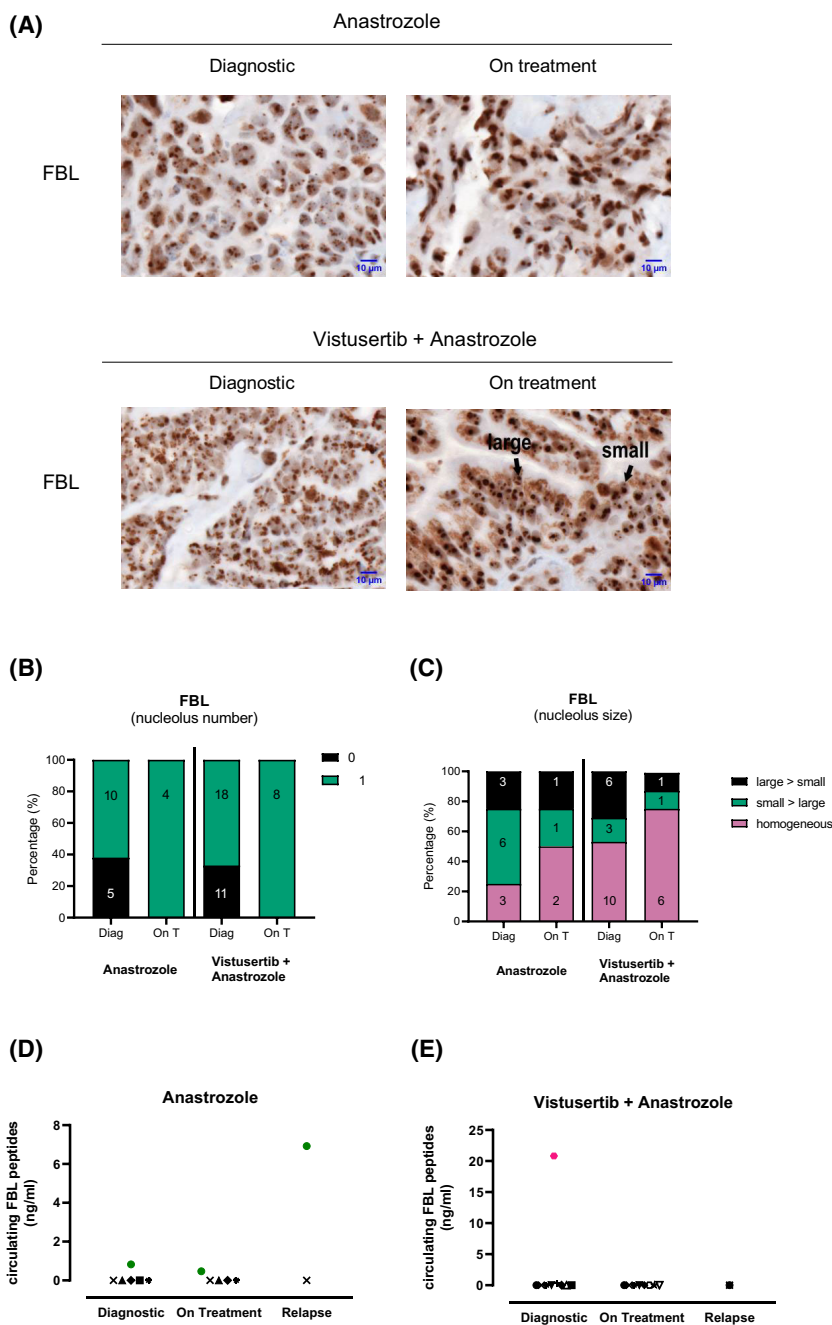 (A)
Anastrozole
Diagnostic
On treatment
FBL
10 µm
10 µm
Vistusertib + Anastrozole
Diagnostic
On treatment
FBL
large
small
10 µm
10 µm
(B)
FBL
(nucleolus number)
Percentage (%)
100
80
60
40
20
0
10
5
4
18
11
8
Diag
On T
Diag
On T
Anastrozole
Vistusertib +
Anastrozole
0
1
(C)
FBL
(nucleolus size)
Percentage (%)
100
80
60
40
20
0
3
6
3
1
1
2
6
3
10
1
1
6
Diag
On T
Diag
On T
Anastrozole
Vistusertib +
Anastrozole
large > small
small > large
homogeneous
(D)
Anastrozole
circulating FBL peptides
(ng/ml)
8
6
4
2
0
Diagnostic
On Treatment
Relapse
(E)
Vistusertib + Anastrozole
circulating FBL peptides
(ng/ml)
25
20
15
10
5
0
Diagnostic
On Treatment
Relapse